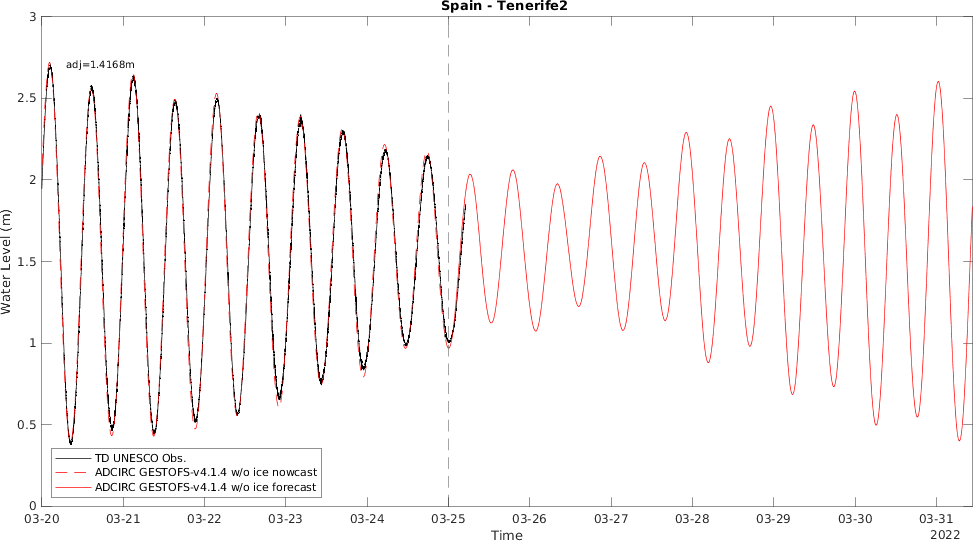 Spain - Tenerife2
3
2.5
2
1.5
1
0.5
0
Water Level (m)
adj=1.4168m
TD UNESCO Obs.
ADCIRC GESTOFS-v4.1.4 w/o ice nowcast
ADCIRC GESTOFS-v4.1.4 w/o ice forecast
03-20 03-21 03-22 03-23 03-24 03-25 03-26 03-27 03-28 03-29 03-30 03-31
Time
2022